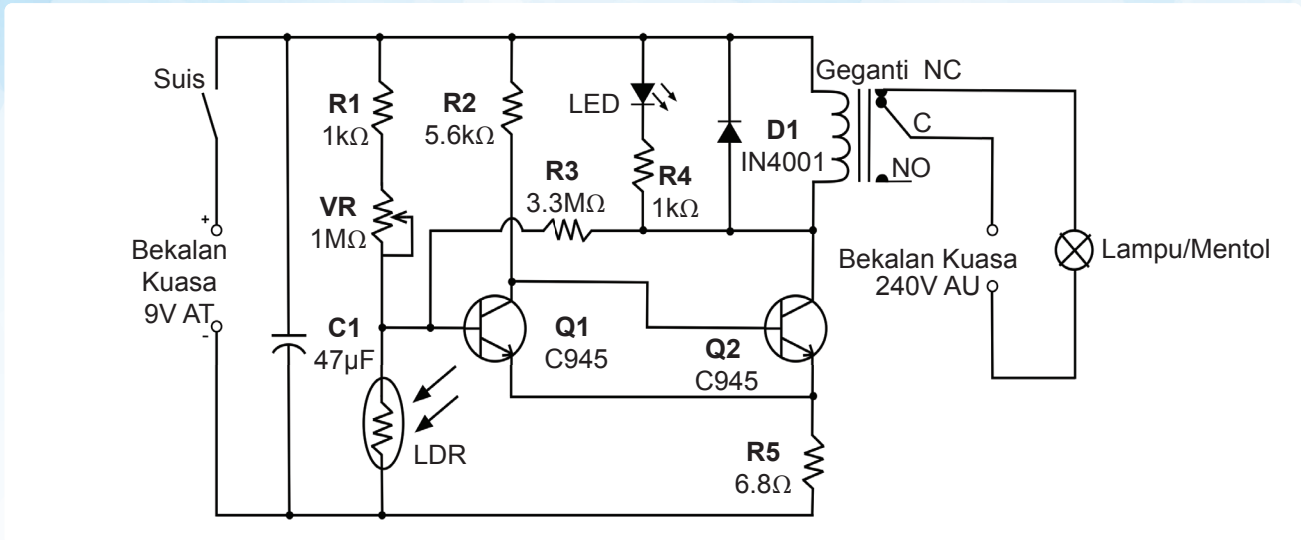 Suis
+
Bekalan
Kuasa
9V AT
-
C1
47µF
R1
1kΩ
VR
1MΩ
LDR
R2
5.6kΩ
R3
3.3MΩ
LED
R4
1kΩ
D1
IN4001
Q1
C945
Q2
C945
R5
6.8Ω
Geganti NC
C
NO
Bekalan Kuasa
240V AU
Lampu/Mentol